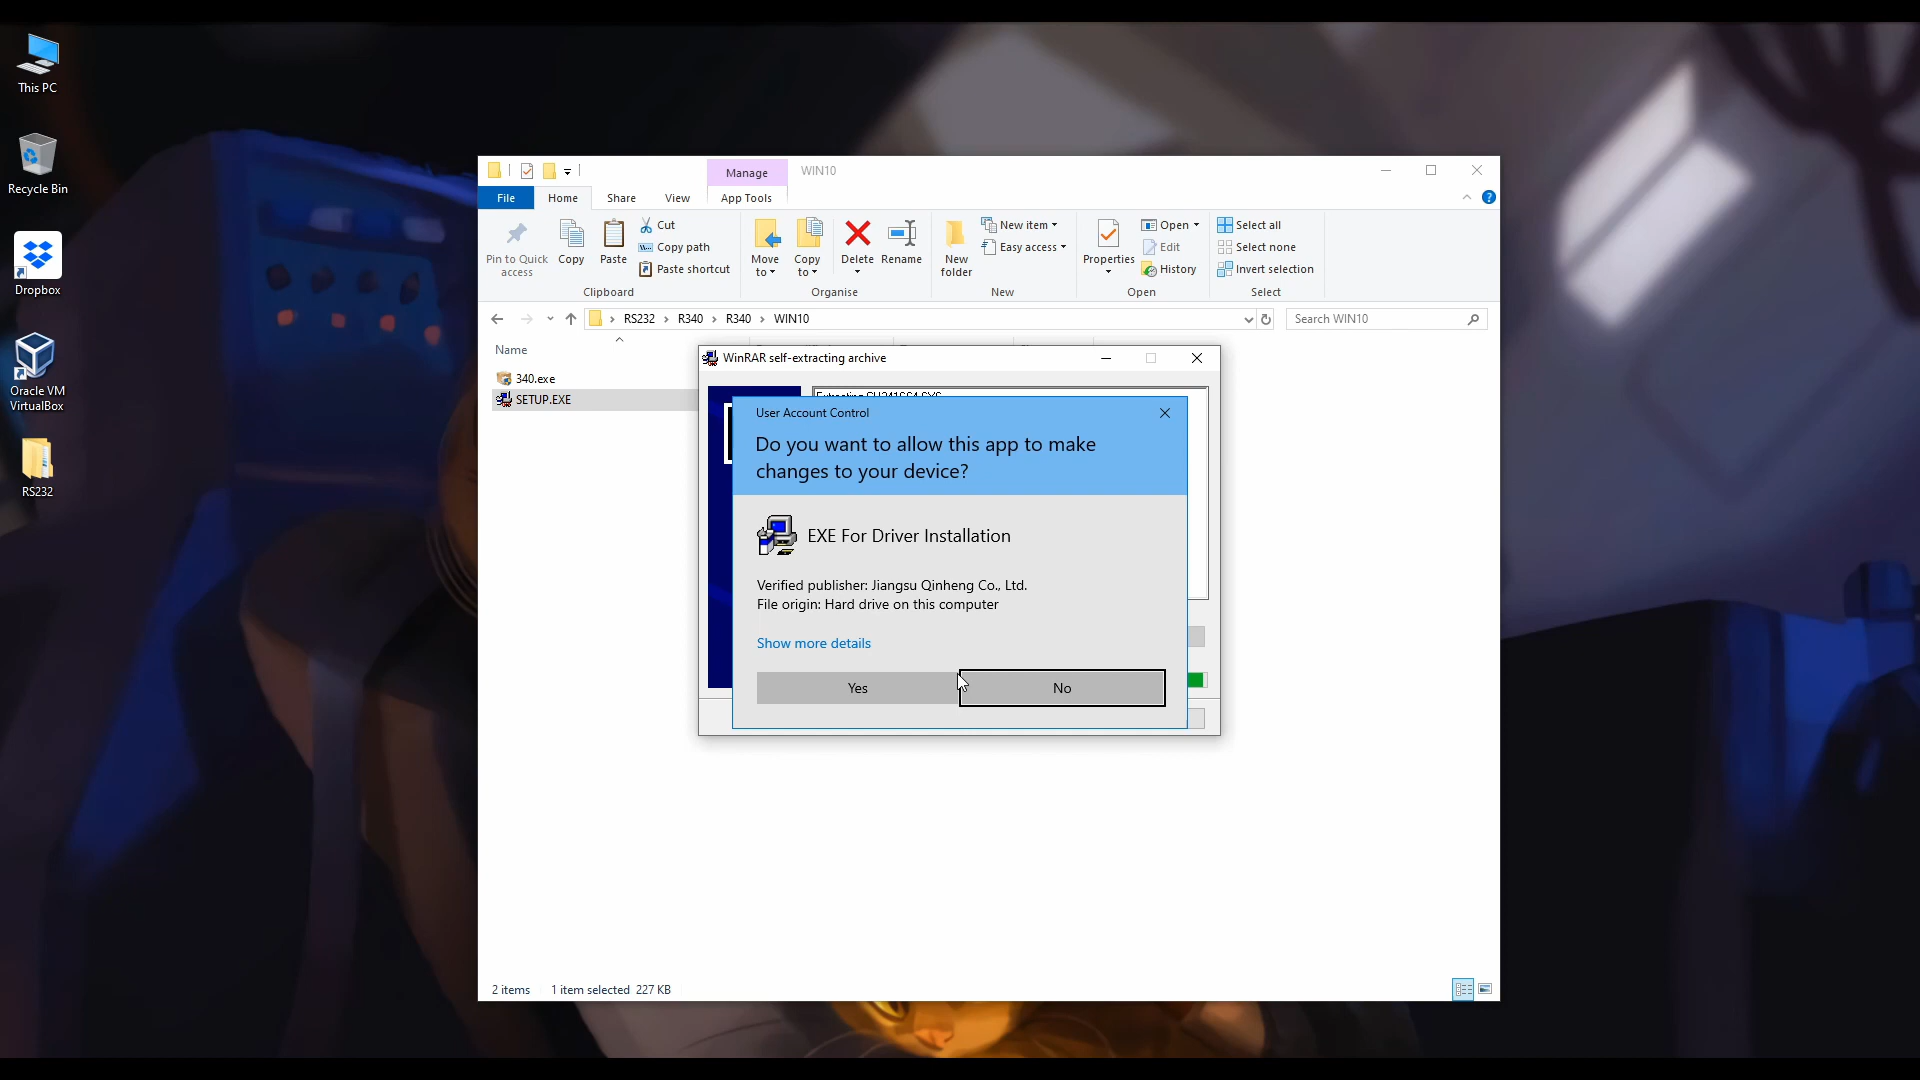 This PC
Recycle Bin
Dropbox
Oracle VM
VirtualBox
RS232
Manage
WIN10
File
Home
Share
View
App Tools
Pin to Quick
access
Copy
Paste
Cut
Copy path
Paste shortcut
Clipboard
Move
to
Copy
to
Delete
Rename
Organise
New
folder
New item
Easy access
New
Properties
Open
Edit
History
Open
Select all
Select none
Invert selection
Select
RS232 > R340 > R340 > WIN10
Search WIN10
Name
340.exe
SETUP.EXE
WinRAR self-extracting archive
User Account Control
Do you want to allow this app to make
changes to your device?
EXE For Driver Installation
Verified publisher: Jiangsu Qinheng Co., Ltd.
File origin: Hard drive on this computer
Show more details
Yes
No
2 items
1 item selected 227 KB